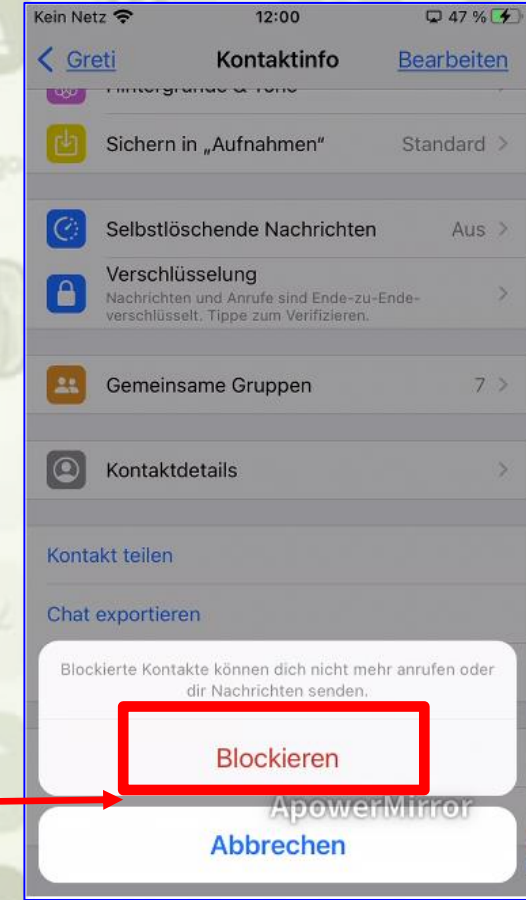 Kein Netz 12:00 47 %
Greti Kontaktinfo Bearbeiten
Hintergründe & Töne
Sichern in „Aufnahmen“ Standard
Selbstlöschende Nachrichten Aus
Verschlüsselung
Nachrichten und Anrufe sind Ende-zu-Ende-
verschlüsselt. Tippe zum Verifizieren.
Gemeinsame Gruppen 7
Kontaktdetails
Kontakt teilen
Chat exportieren
Blockierte Kontakte können dich nicht mehr anrufen oder
dir Nachrichten senden.
Blockieren
ApowerMirror
Abbrechen